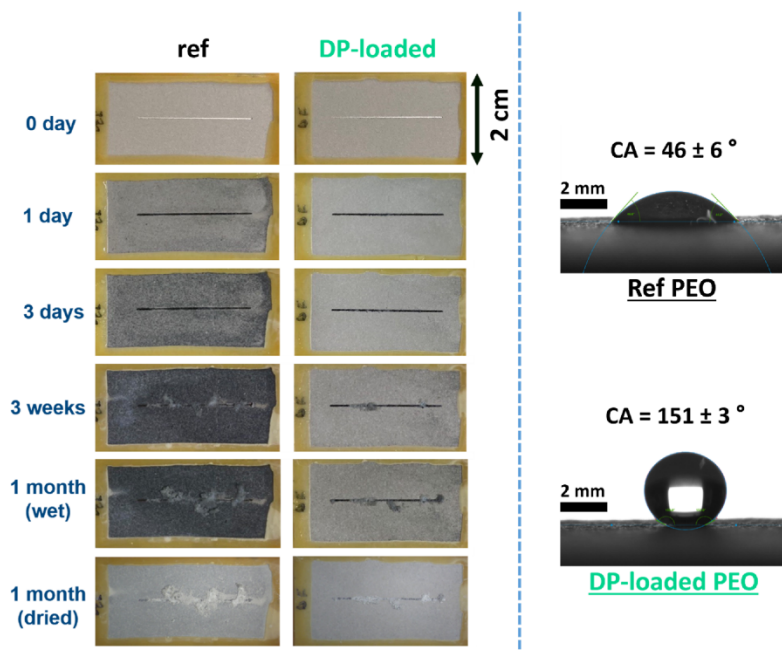 ref
DP-loaded
0 day
2 cm
1 day
3 days
3 weeks
1 month
(wet)
1 month
(dried)
CA = 46 ± 6 °
2 mm
Ref PEO
CA = 151 ± 3 °
2 mm
DP-loaded PEO